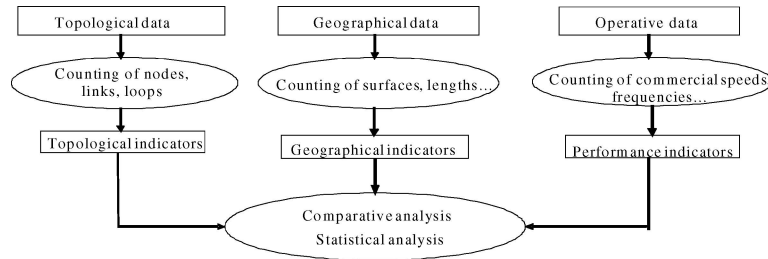 Topological data
Geographical data
Operative data
Counting of nodes,
links, loops
Counting of surfaces, lengths...
Counting of commercial speeds,
frequencies...
Topological indicators
Geographical indicators
Performance indicators
Comparative analysis
Statistical analysis